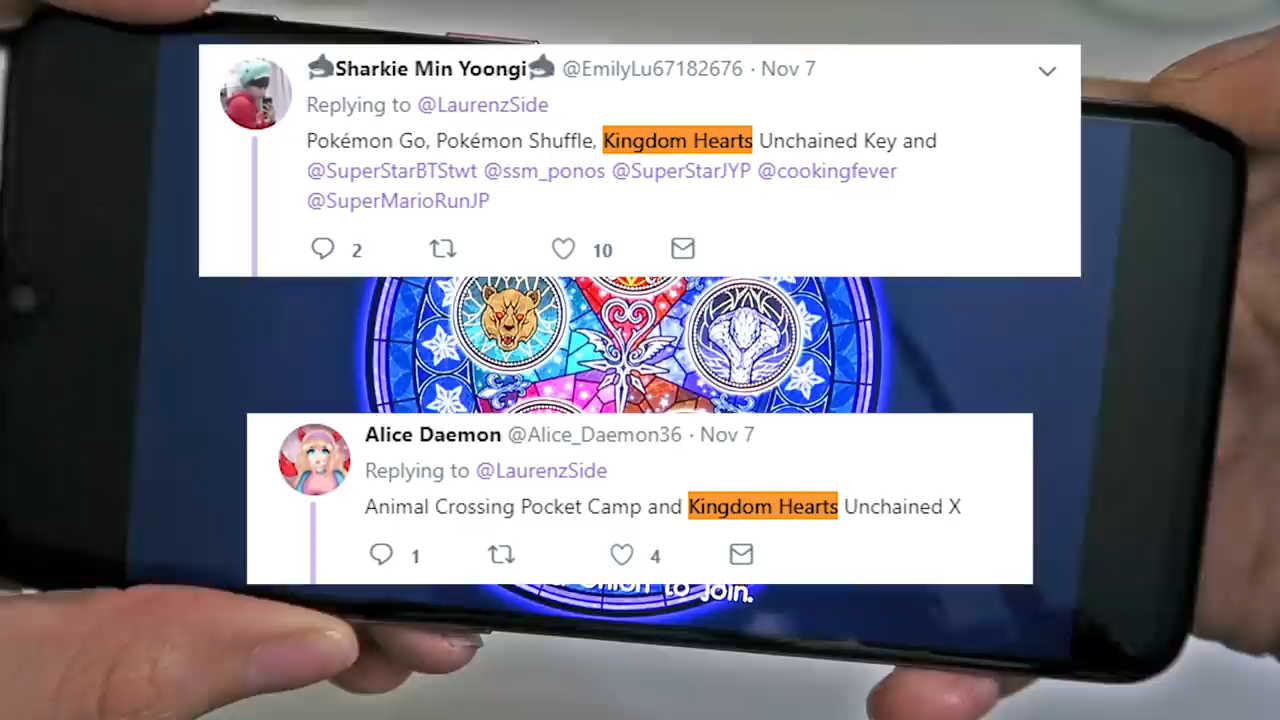 Sharkie Min Yoongi @EmilyLu67182676 · Nov 7
Replying to @LaurenzSide
Pokémon Go, Pokémon Shuffle, Kingdom Hearts Unchained Key and
@SuperStarBTStwt @ssm_ponos @SuperStarJYP @cookingfever
@SuperMarioRunJP
2 10
Alice Daemon @Alice_Daemon36 · Nov 7
Replying to @LaurenzSide
Animal Crossing Pocket Camp and Kingdom Hearts Unchained X
1 4
to join.